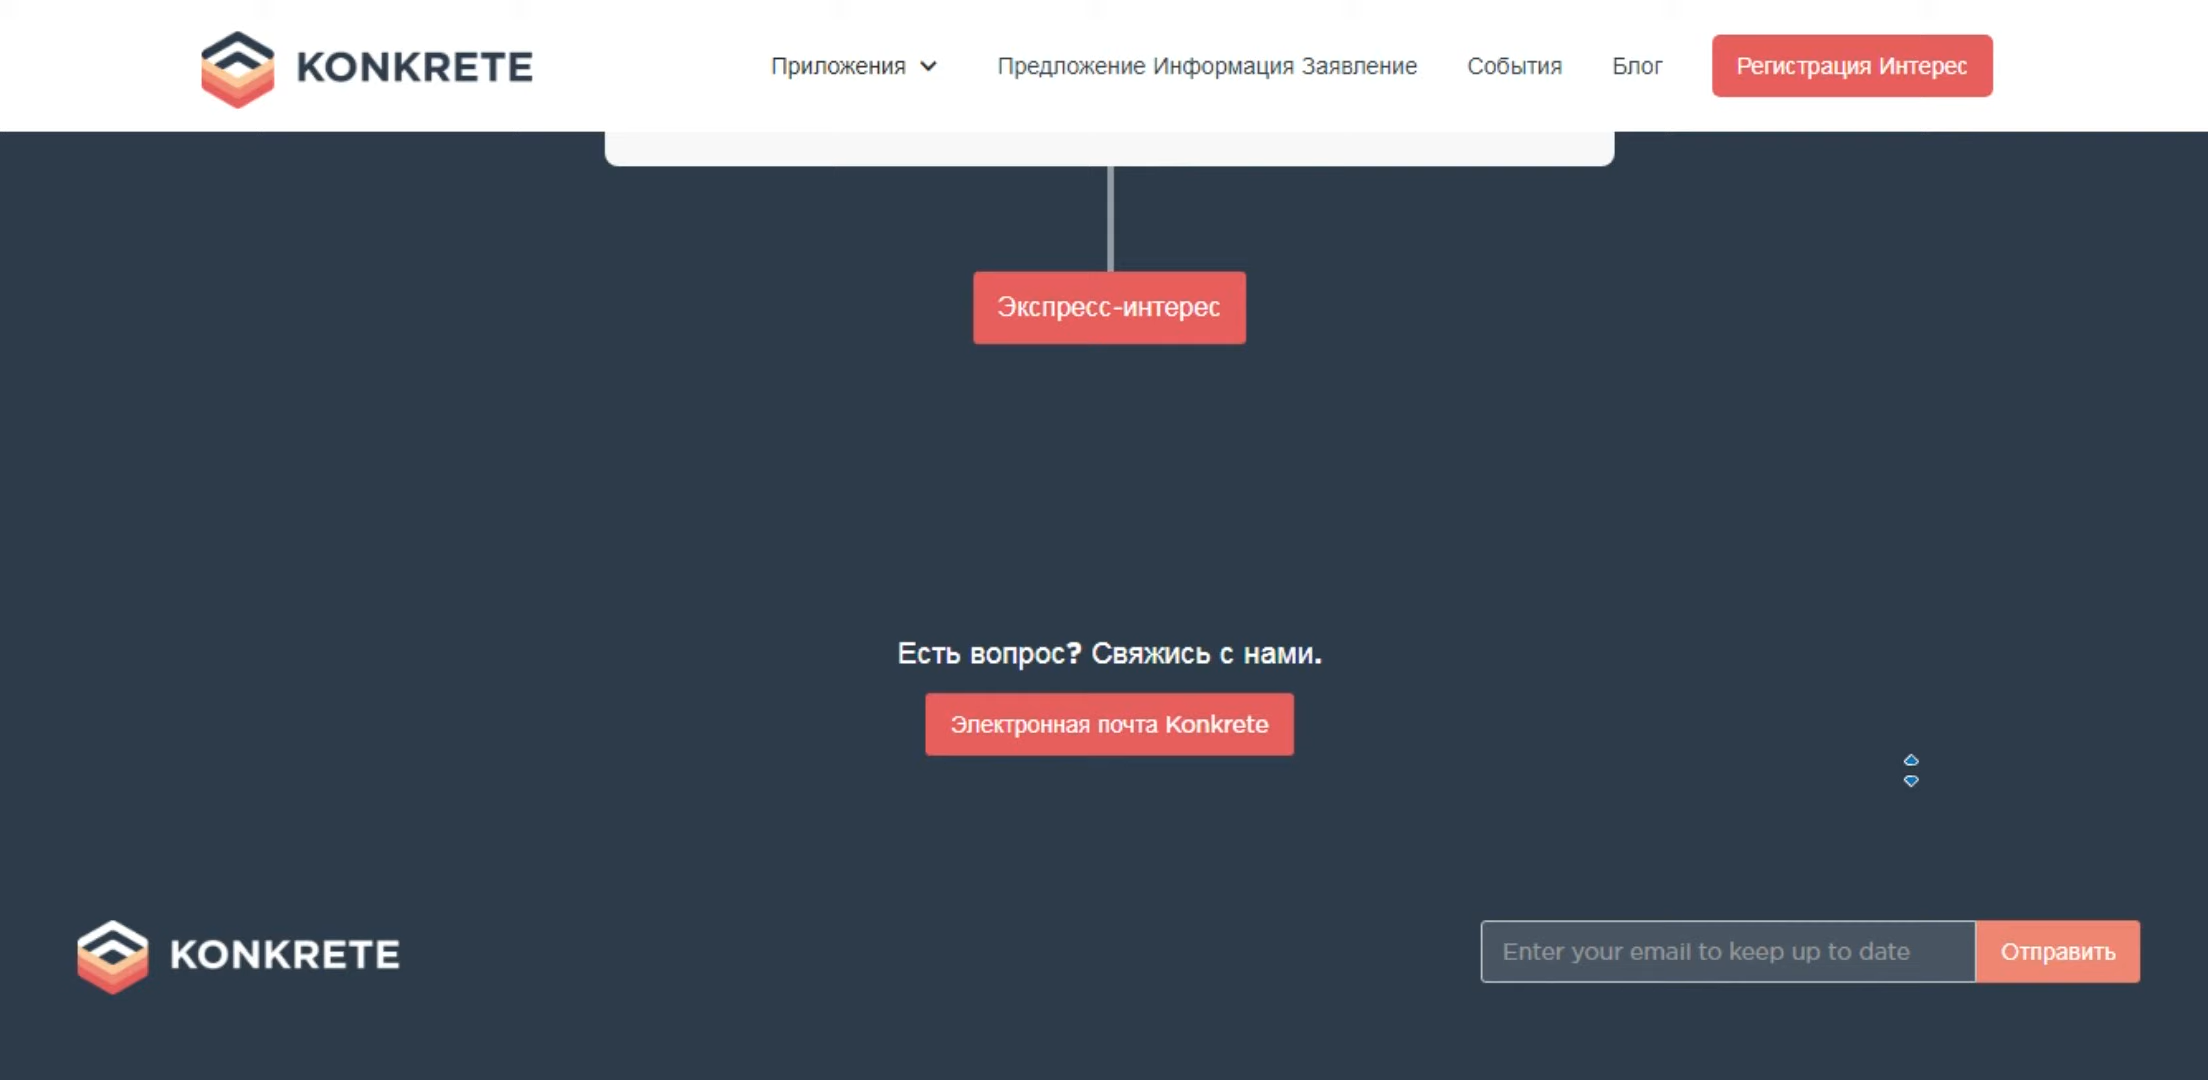 KONKRETE
Приложения
Предложение Информация Заявление
События
Блог
Регистрация Интерес
Экспресс-интерес
Есть вопрос? Свяжись с нами.
Электронная почта Konkrete
KONKRETE
Enter your email to keep up to date
Отправить